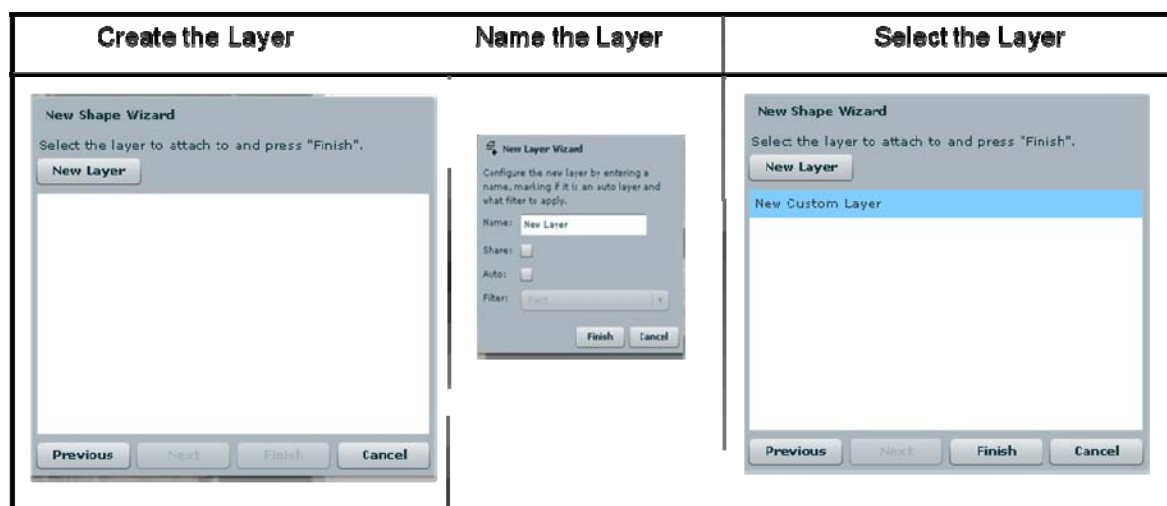 Create the Layer
Name the Layer
Select the Layer
New Shape Wizard
Select the layer to attach to and press "Finish".
New Layer
Previous
Next
Finish
Cancel
New Layer Wizard
Configure the new layer by entering a
name, marking if it is an auto layer and
what filter to apply.
Name: New Layer
Share:
Auto:
Filter: Fact
Finish
Cancel
New Shape Wizard
Select the layer to attach to and press "Finish".
New Layer
New Custom Layer
Previous
Next
Finish
Cancel